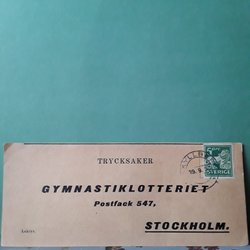 TRYCKSAKER
SVERIGE
GYMNASTIKLOTTERIET
Postfack 547,
STOCKHOLM.